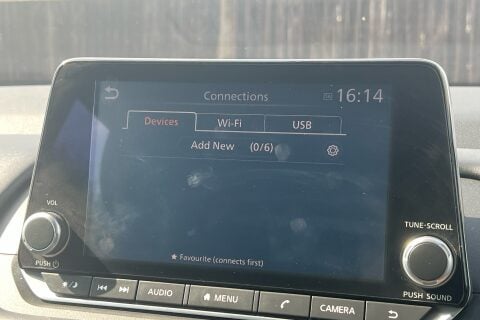 Connections
16:14
Devices
Wi-Fi
USB
Add New (0/6)
★ Favourite (connects first)
VOL
PUSH ⏻
TUNE-SCROLL
PUSH SOUND
AUDIO
MENU
CAMERA